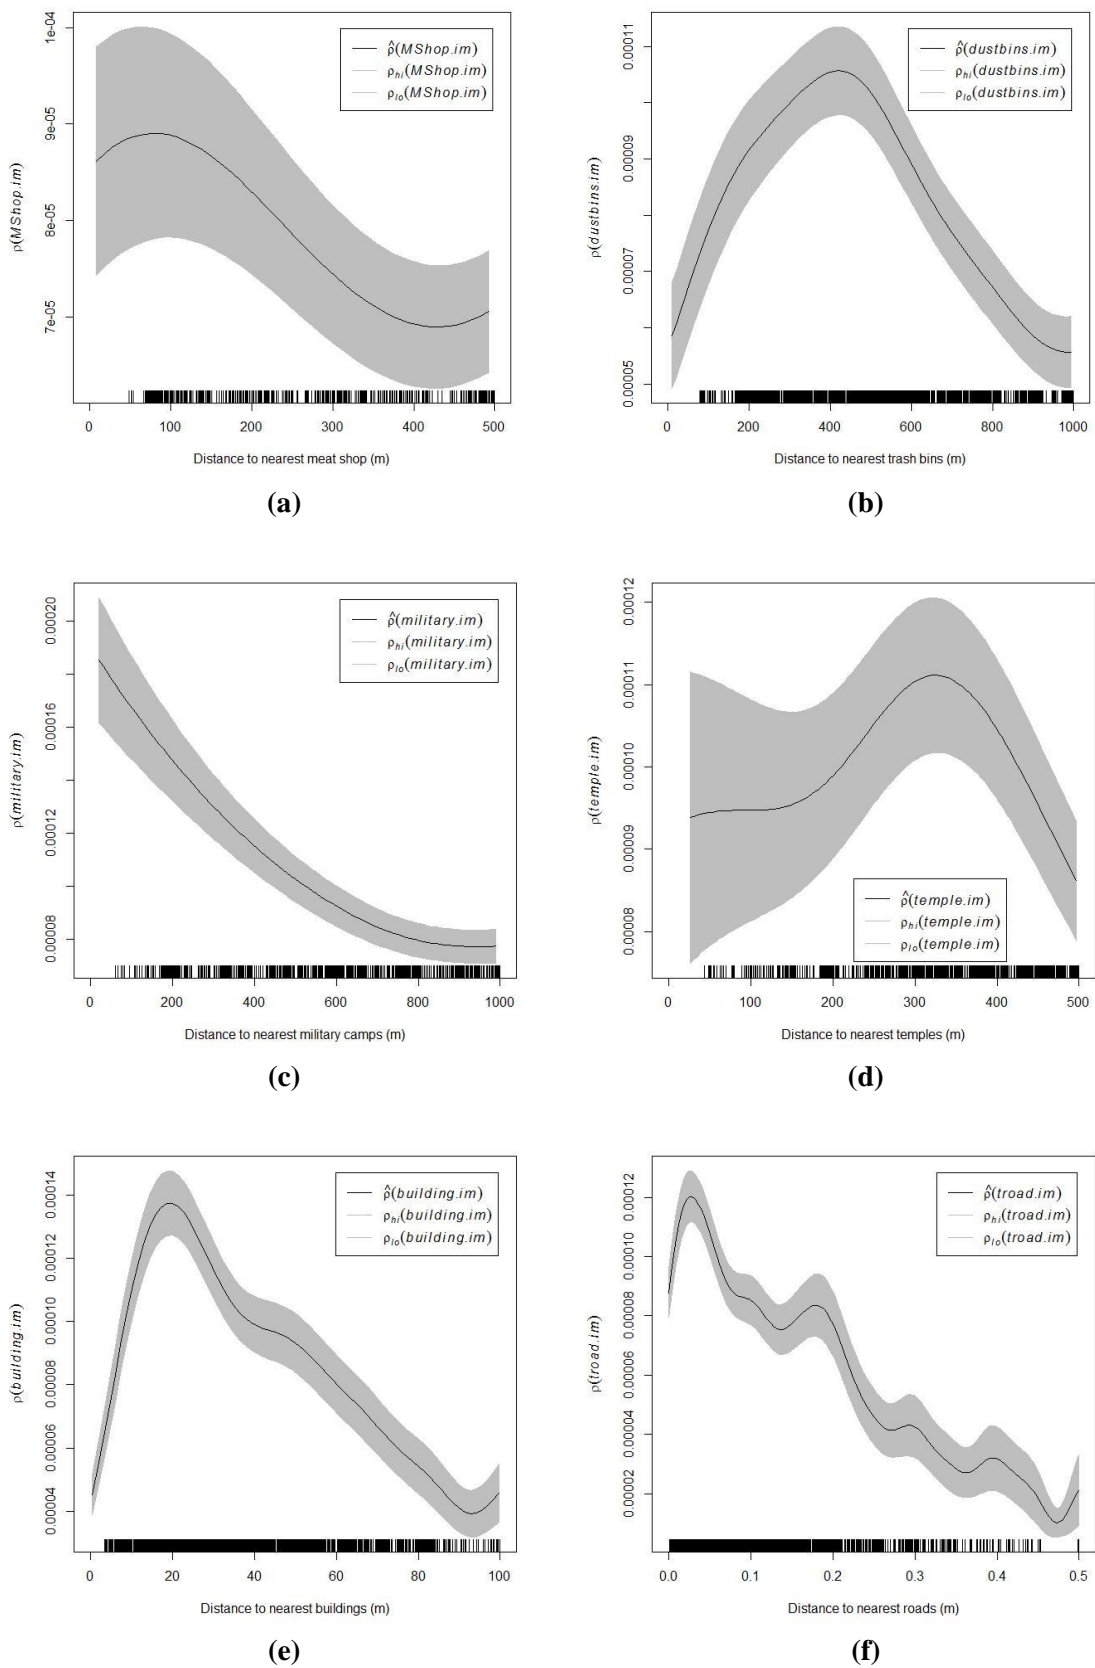 1e-04
9e-05
8e-05
7e-05
ρ(MShop.im)
ρ̂(MShop.im)
ρhi(MShop.im)
ρlo(MShop.im)
0 100 200 300 400 500
Distance to nearest meat shop (m)
(a)
0.00011
0.00009
0.00007
0.00005
ρ(dustbins.im)
ρ̂(dustbins.im)
ρhi(dustbins.im)
ρlo(dustbins.im)
0 200 400 600 800 1000
Distance to nearest trash bins (m)
(b)
0.00020
0.00016
0.00012
0.00008
ρ(military.im)
ρ̂(military.im)
ρhi(military.im)
ρlo(military.im)
0 200 400 600 800 1000
Distance to nearest military camps (m)
(c)
0.00012
0.00011
0.00010
0.00009
0.00008
ρ(temple.im)
ρ̂(temple.im)
ρhi(temple.im)
ρlo(temple.im)
0 100 200 300 400 500
Distance to nearest temples (m)
(d)
0.00014
0.00012
0.00010
0.00008
0.00006
0.00004
ρ(building.im)
ρ̂(building.im)
ρhi(building.im)
ρlo(building.im)
0 20 40 60 80 100
Distance to nearest buildings (m)
(e)
0.00012
0.00010
0.00008
0.00006
0.00004
0.00002
ρ(troad.im)
ρ̂(troad.im)
ρhi(troad.im)
ρlo(troad.im)
0.0 0.1 0.2 0.3 0.4 0.5
Distance to nearest roads (m)
(f)